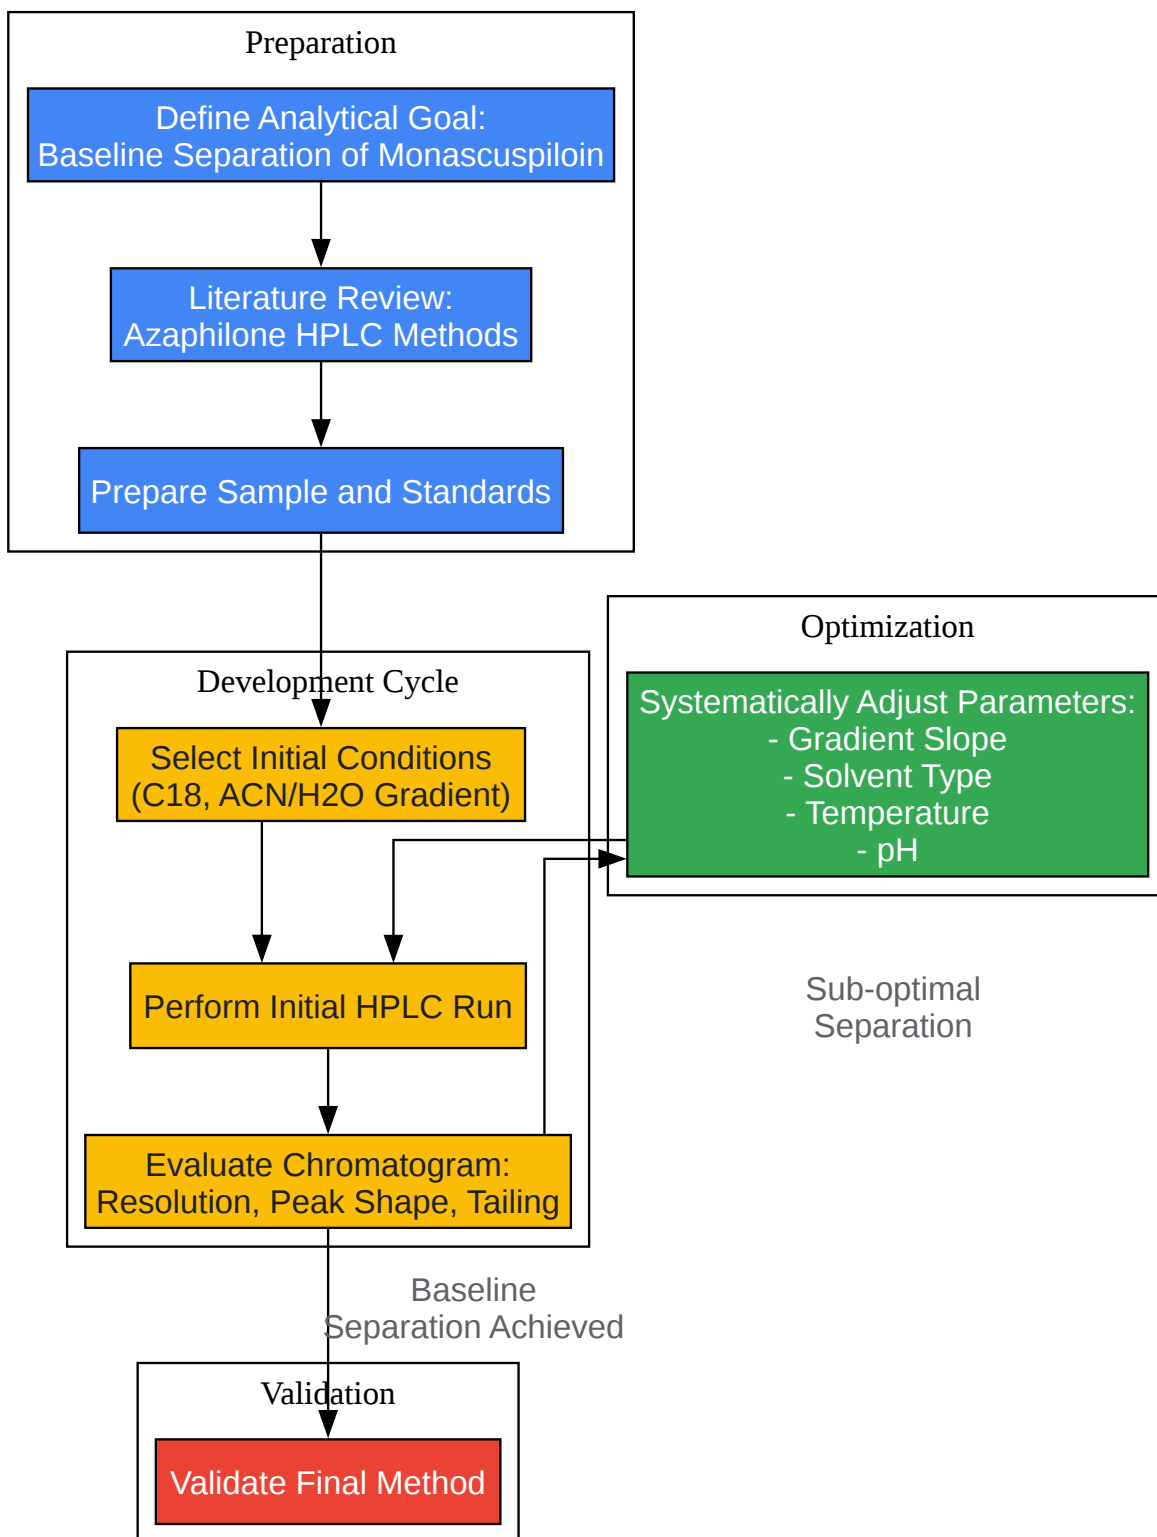 Preparation
Define Analytical Goal:
Baseline Separation of Monascuspiloin
Literature Review:
Azaphilone HPLC Methods
Prepare Sample and Standards
Development Cycle
Select Initial Conditions
(C18, ACN/H2O Gradient)
Perform Initial HPLC Run
Evaluate Chromatogram:
Resolution, Peak Shape, Tailing
Optimization
Systematically Adjust Parameters:
- Gradient Slope
- Solvent Type
- Temperature
- pH
Sub-optimal
Separation
Baseline
Separation Achieved
Validation
Validate Final Method